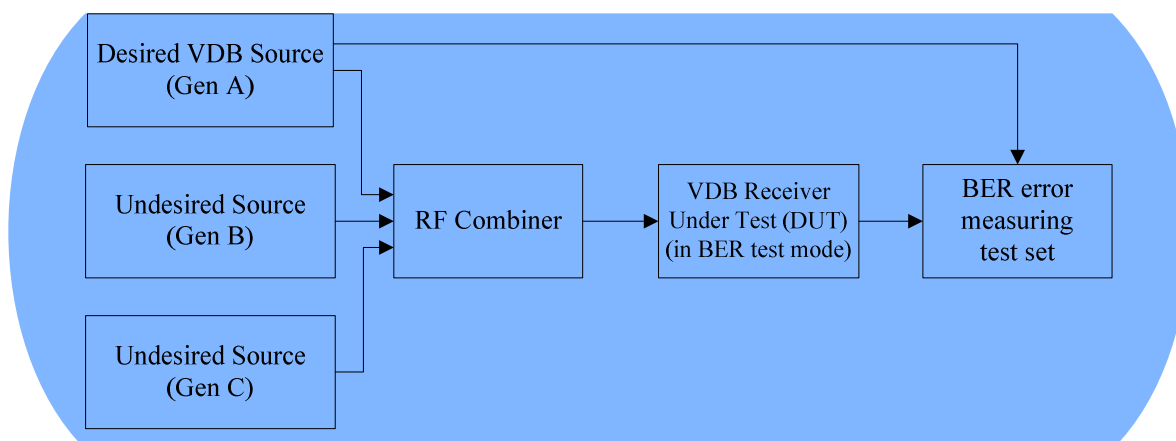 Desired VDB Source
(Gen A)
Undesired Source
(Gen B)
Undesired Source
(Gen C)
RF Combiner
VDB Receiver
Under Test (DUT)
(in BER test mode)
BER error
measuring
test set